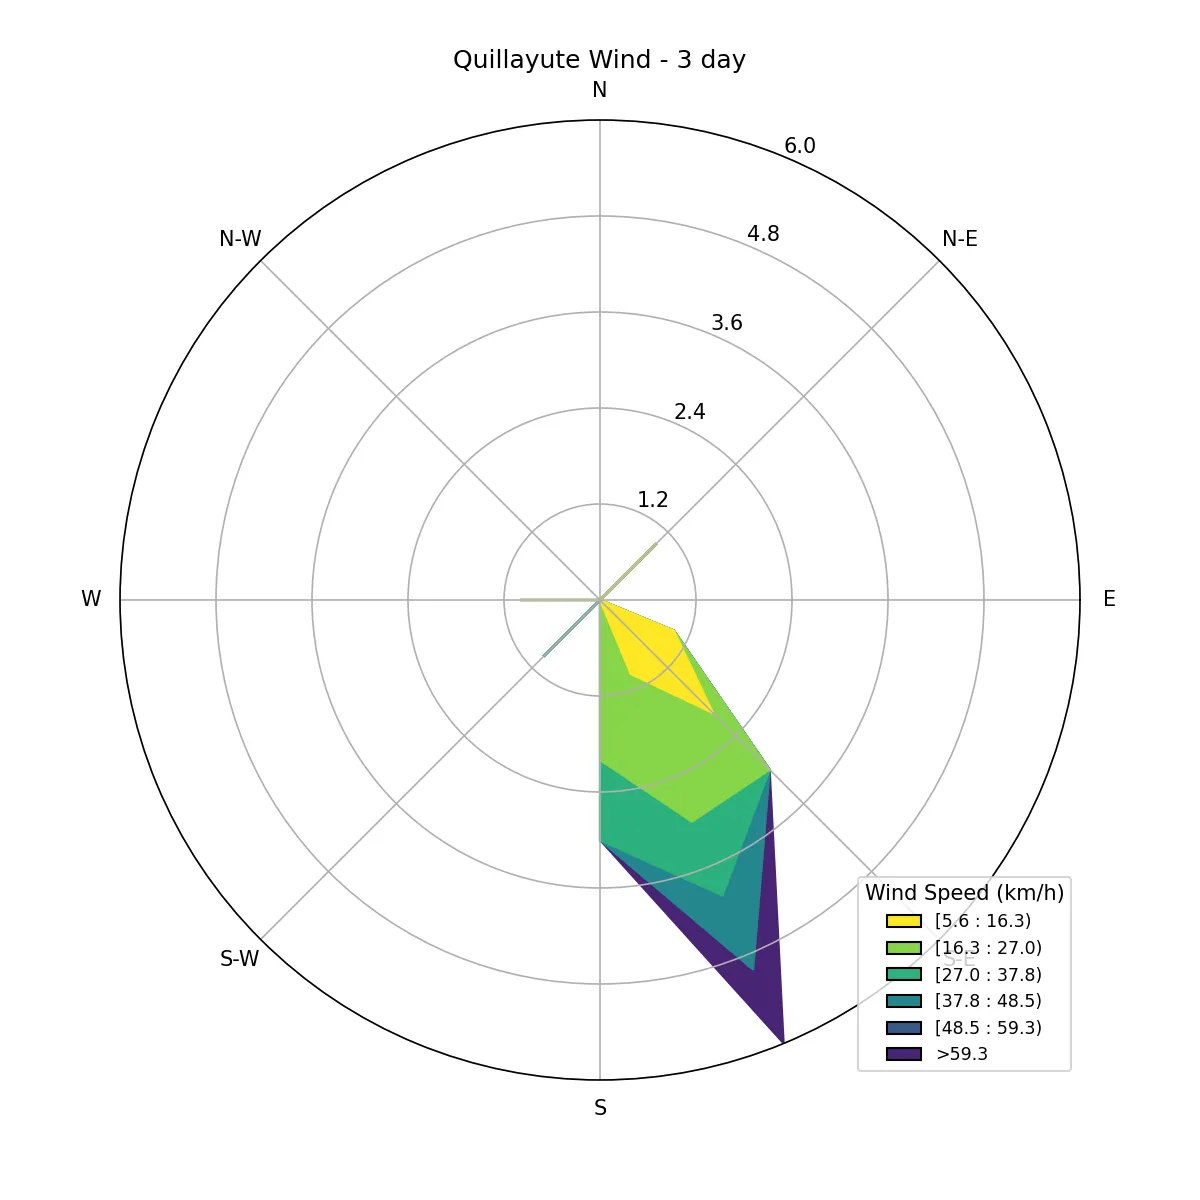 Quillayute Wind - 3 day
N
6.0
4.8
N-W
N-E
3.6
2.4
1.2
W
E
Wind Speed (km/h)
[5.6 : 16.3)
[16.3 : 27.0)
S-W
S-E
[27.0 : 37.8)
[37.8 : 48.5)
[48.5 : 59.3)
>59.3
S